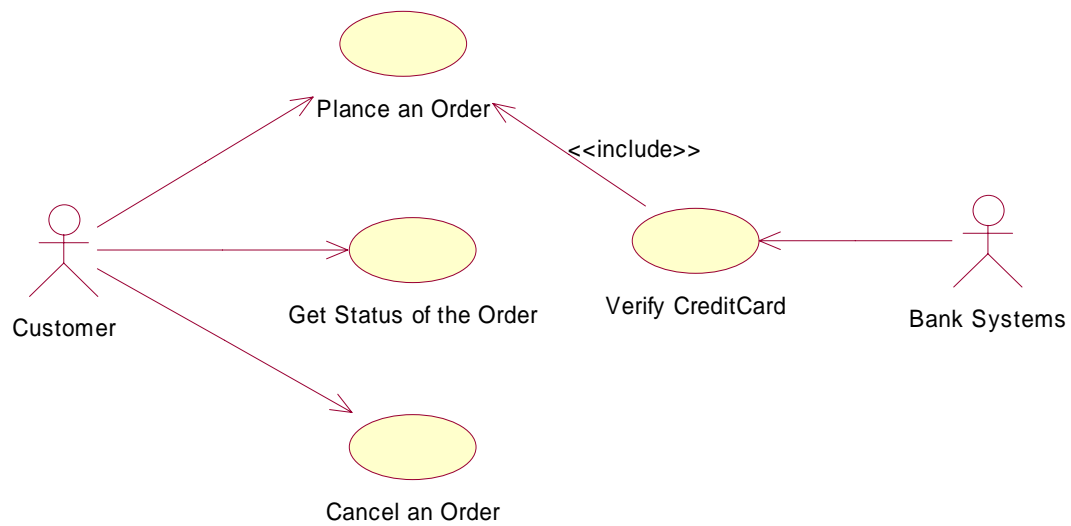 Plance an Order
<<include>>
Customer
Get Status of the Order
Verify CreditCard
Bank Systems
Cancel an Order